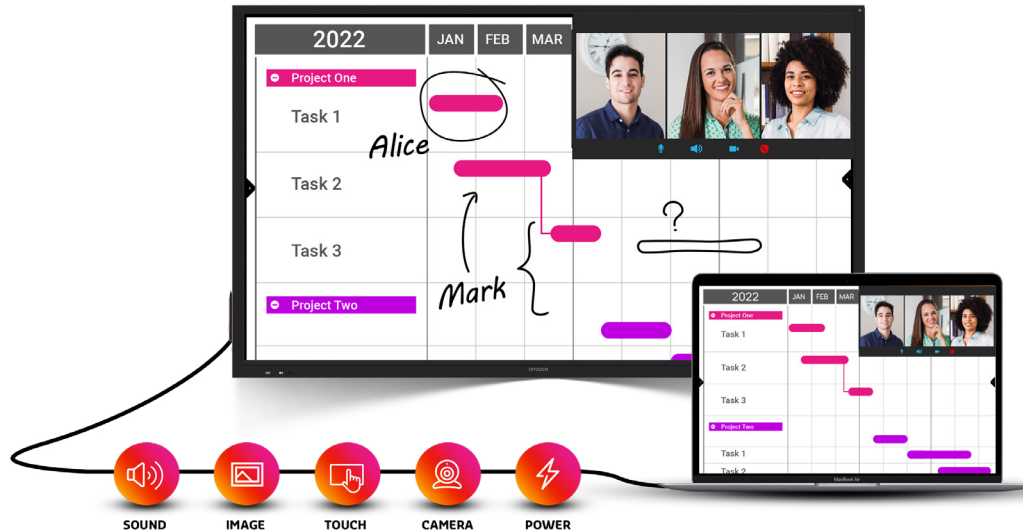 2022 JAN FEB MAR
Project One
Task 1
Alice
Task 2
?
Task 3
Mark
Project Two
CTOUCH
2022 JAN FEB MAR
Project One
Task 1
Task 2
Task 3
Project Two
Task 1
Task 2
MacBook Air
SOUND IMAGE TOUCH CAMERA POWER